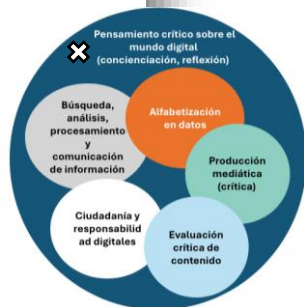 Pensamiento crítico sobre el
mundo digital
(concienciación, reflexión)
Búsqueda,
análisis,
procesamiento
y
comunicación
de información
Alfabetización
en datos
Producción
mediática
(crítica)
Ciudadanía y
responsabilid
ad digitales
Evaluación
crítica de
contenido